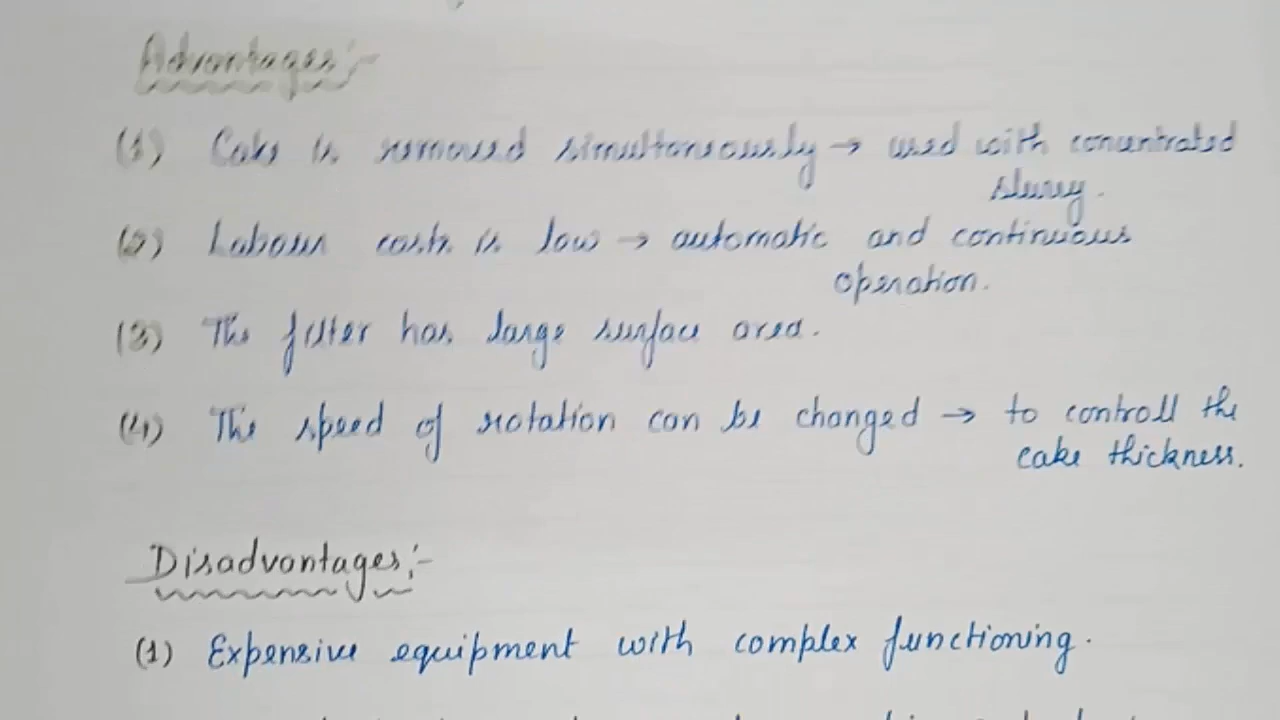 Advantages:-
(1) Cake is removed simultaneously → used with concentrated
slurry.
(2) Labour costs is low → automatic and continuous
operation.
(3) The filter has large surface area.
(4) The speed of rotation can be changed → to controll the
cake thickness.
Disadvantages:-
(1) Expensive equipment with complex functioning.